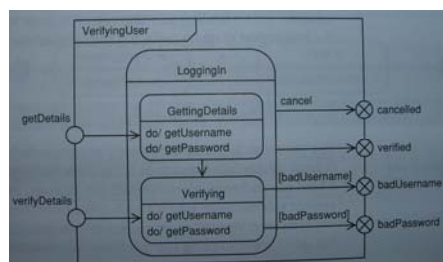 VerifyingUser
LoggingIn
getDetails
GettingDetails
do/ getUsername
do/ getPassword
cancel
cancelled
verified
verifyDetails
Verifying
do/ getUsername
do/ getPassword
[badUsername]
badUsername
[badPassword]
badPassword